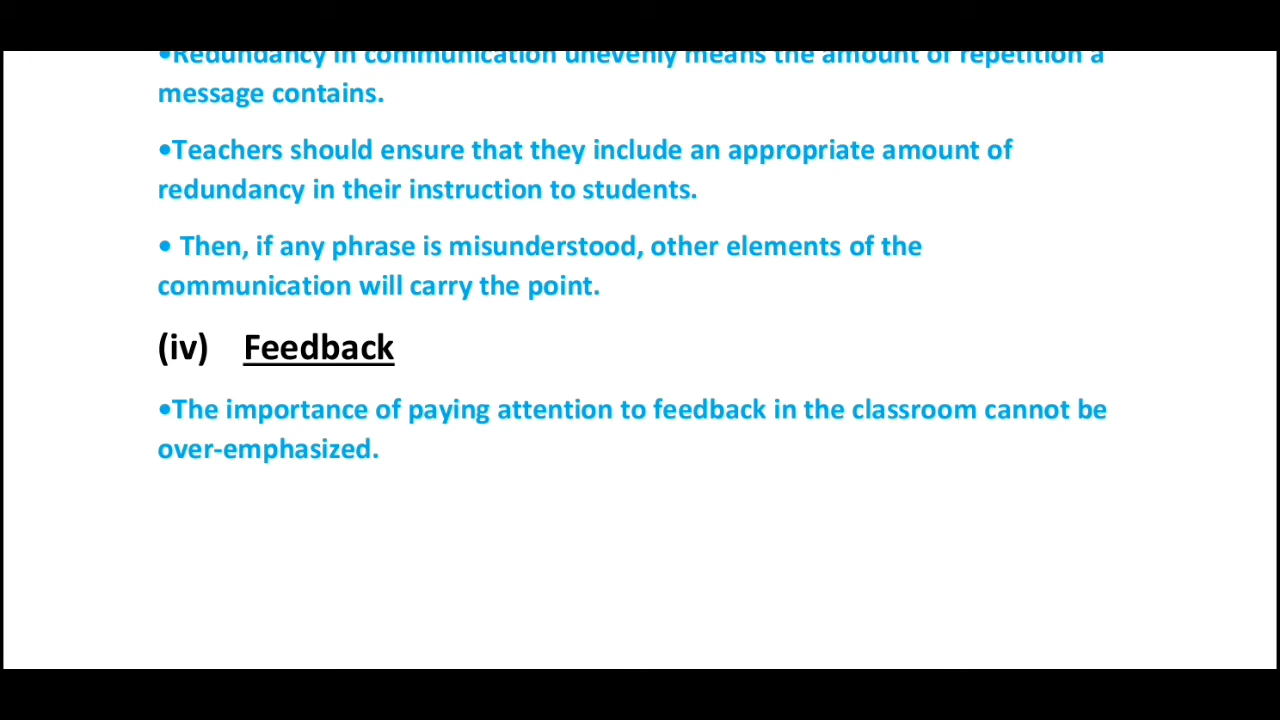 •Redundancy in communication unevenly means the amount of repetition a
message contains.
•Teachers should ensure that they include an appropriate amount of
redundancy in their instruction to students.
• Then, if any phrase is misunderstood, other elements of the
communication will carry the point.
(iv) Feedback
•The importance of paying attention to feedback in the classroom cannot be
over-emphasized.